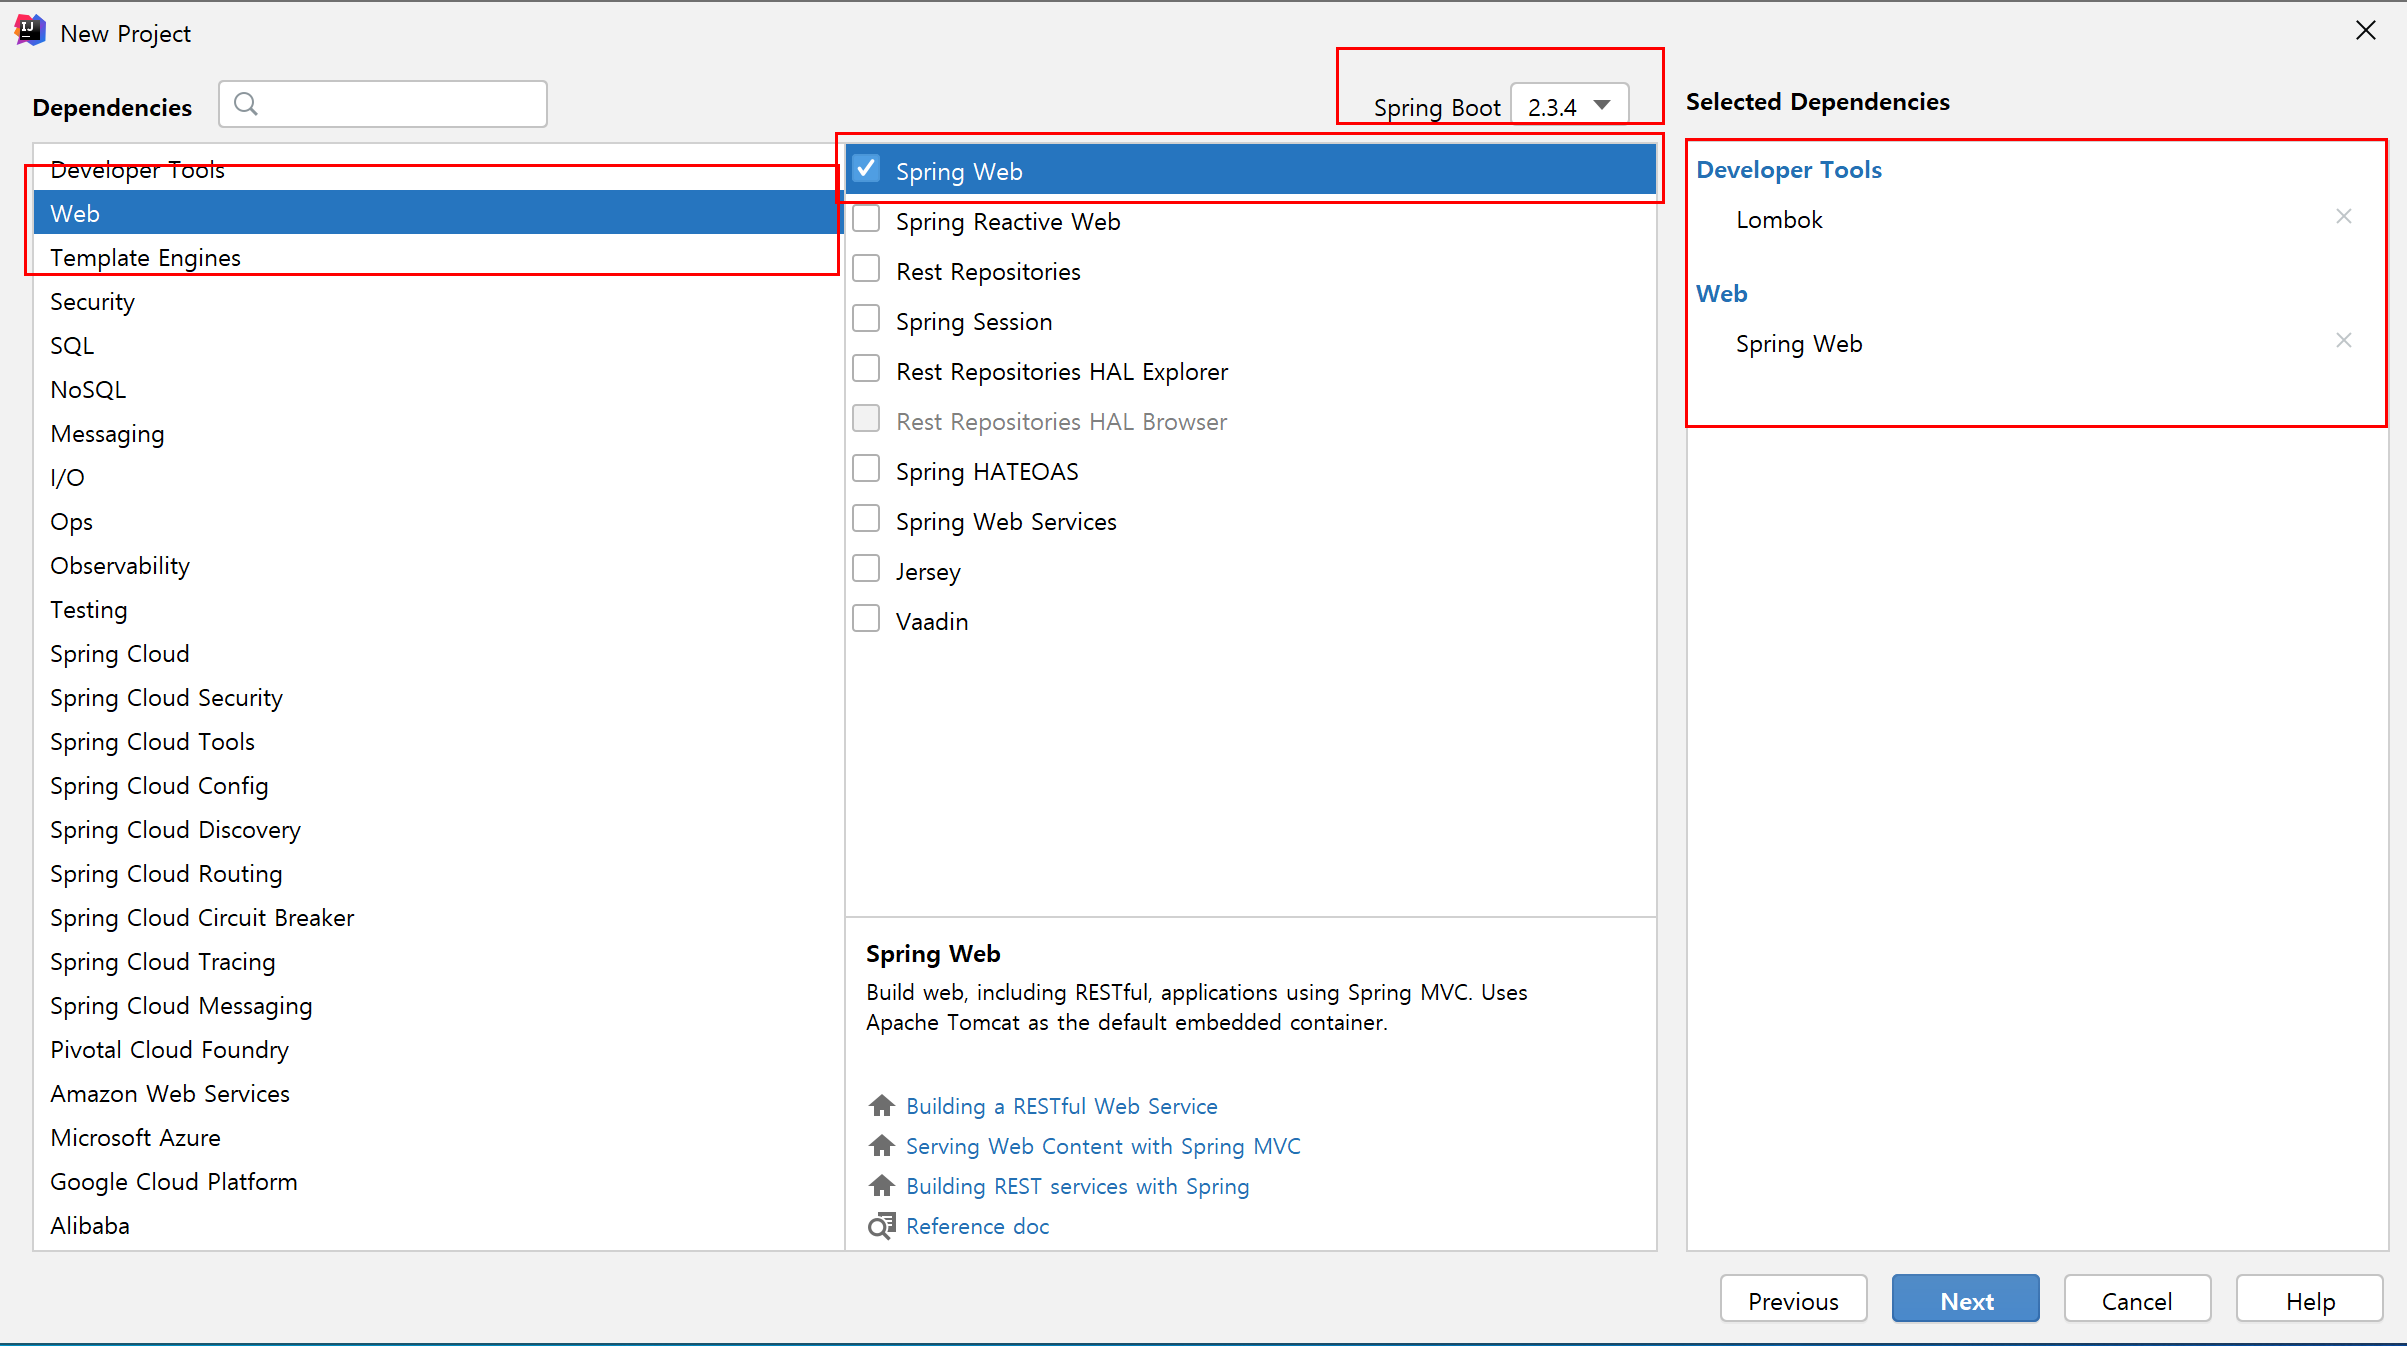 New Project
Dependencies
Spring Boot 2.3.4
Selected Dependencies
Developer Tools
Web
Template Engines
Security
SQL
NoSQL
Messaging
I/O
Ops
Observability
Testing
Spring Cloud
Spring Cloud Security
Spring Cloud Tools
Spring Cloud Config
Spring Cloud Discovery
Spring Cloud Routing
Spring Cloud Circuit Breaker
Spring Cloud Tracing
Spring Cloud Messaging
Pivotal Cloud Foundry
Amazon Web Services
Microsoft Azure
Google Cloud Platform
Alibaba
Spring Web
Spring Reactive Web
Rest Repositories
Spring Session
Rest Repositories HAL Explorer
Rest Repositories HAL Browser
Spring HATEOAS
Spring Web Services
Jersey
Vaadin
Spring Web
Build web, including RESTful, applications using Spring MVC. Uses
Apache Tomcat as the default embedded container.
Building a RESTful Web Service
Serving Web Content with Spring MVC
Building REST services with Spring
Reference doc
Developer Tools
Lombok
Web
Spring Web
Previous
Next
Cancel
Help